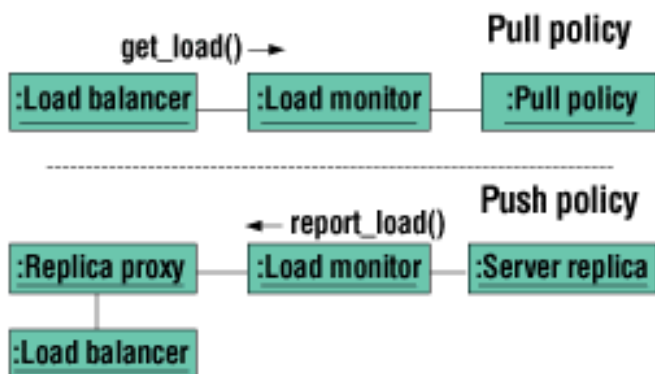 Pull policy
get_load()
:Load balancer :Load monitor :Pull policy
Push policy
report_load()
:Replica proxy :Load monitor :Server replica
:Load balancer